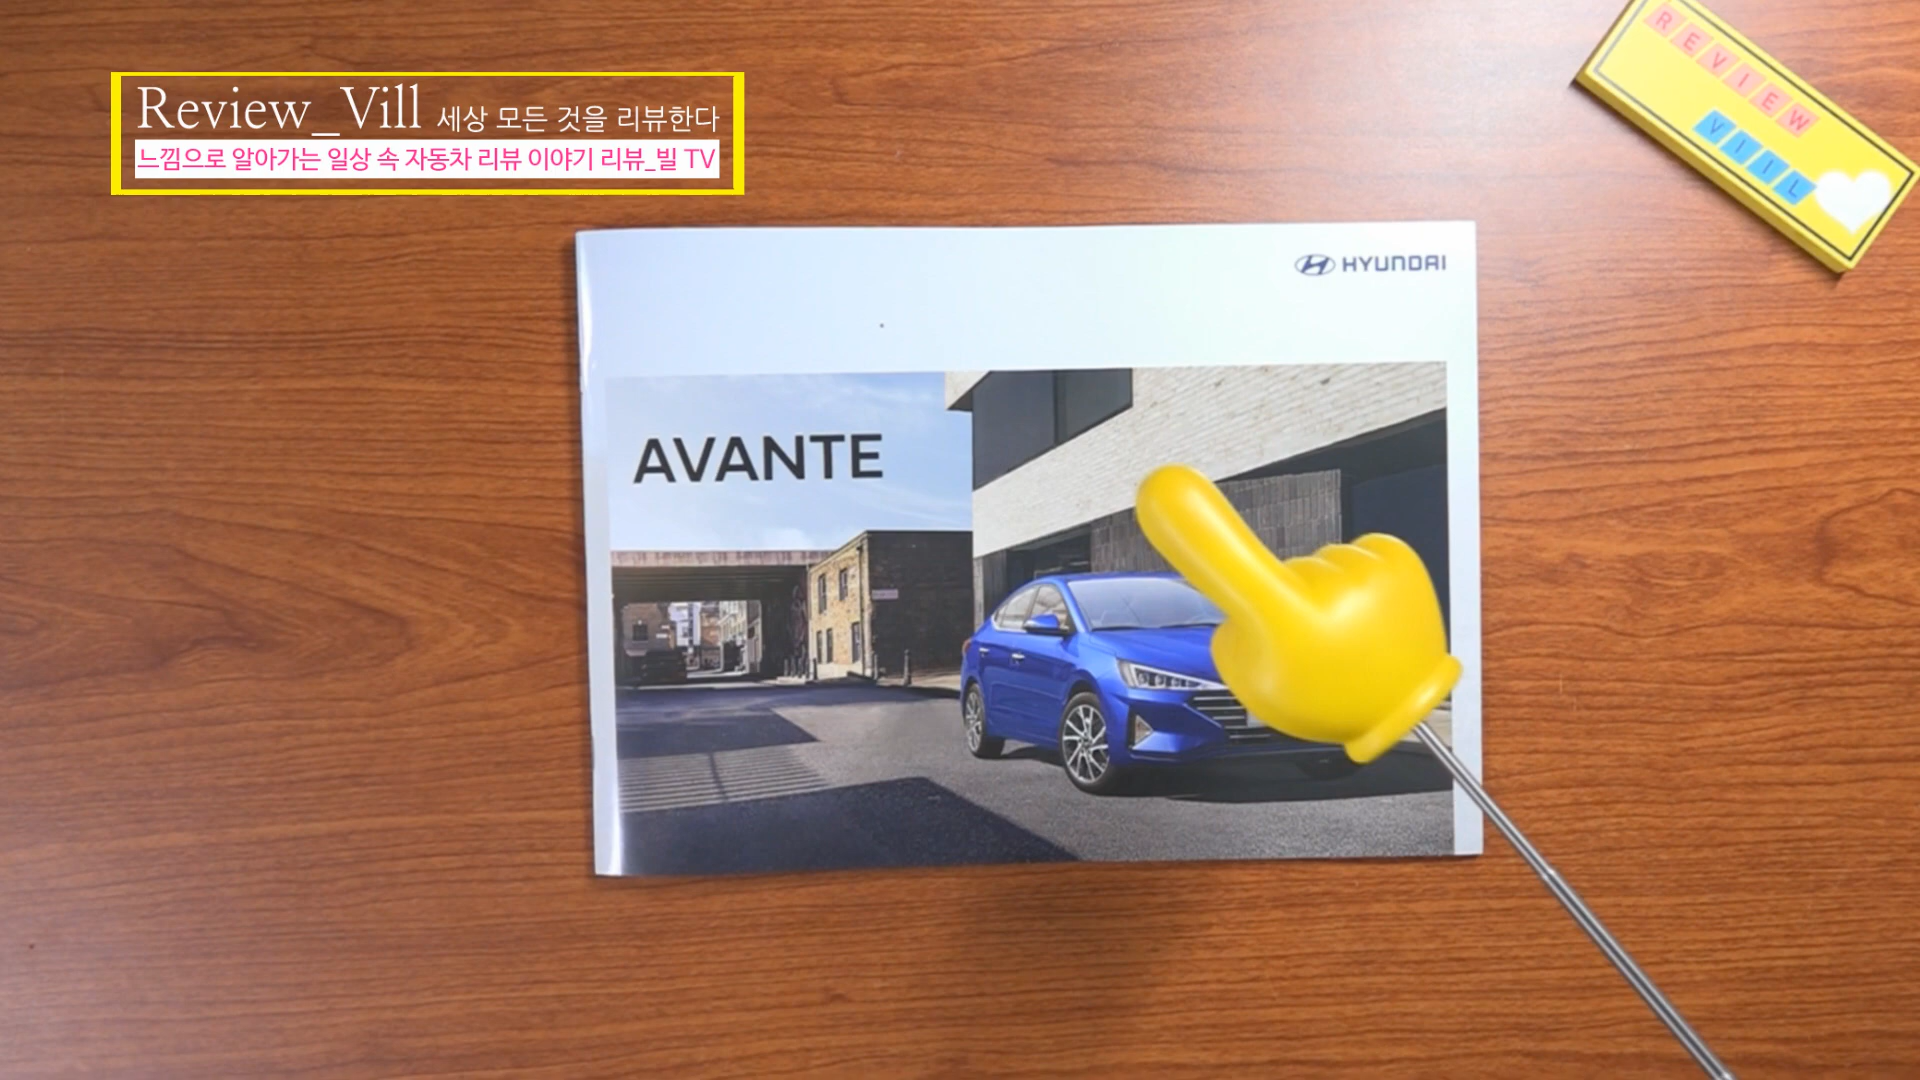 Review_Vill 세상 모든 것을 리뷰한다
느낌으로 알아가는 일상 속 자동차 리뷰 이야기 리뷰_빌 TV
REVIEW
VIIL
HYUNDAI
AVANTE